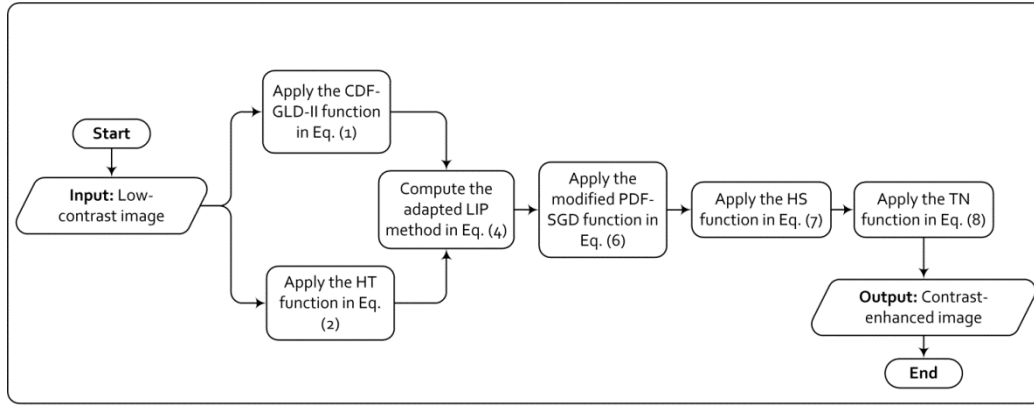 Start
Input: Low-
contrast image
Apply the CDF-
GLD-II function
in Eq. (1)
Apply the HT
function in Eq.
(2)
Compute the
adapted LIP
method in Eq. (4)
Apply the
modified PDF-
SGD function in
Eq. (6)
Apply the HS
function in Eq. (7)
Apply the TN
function in Eq. (8)
Output: Contrast-
enhanced image
End